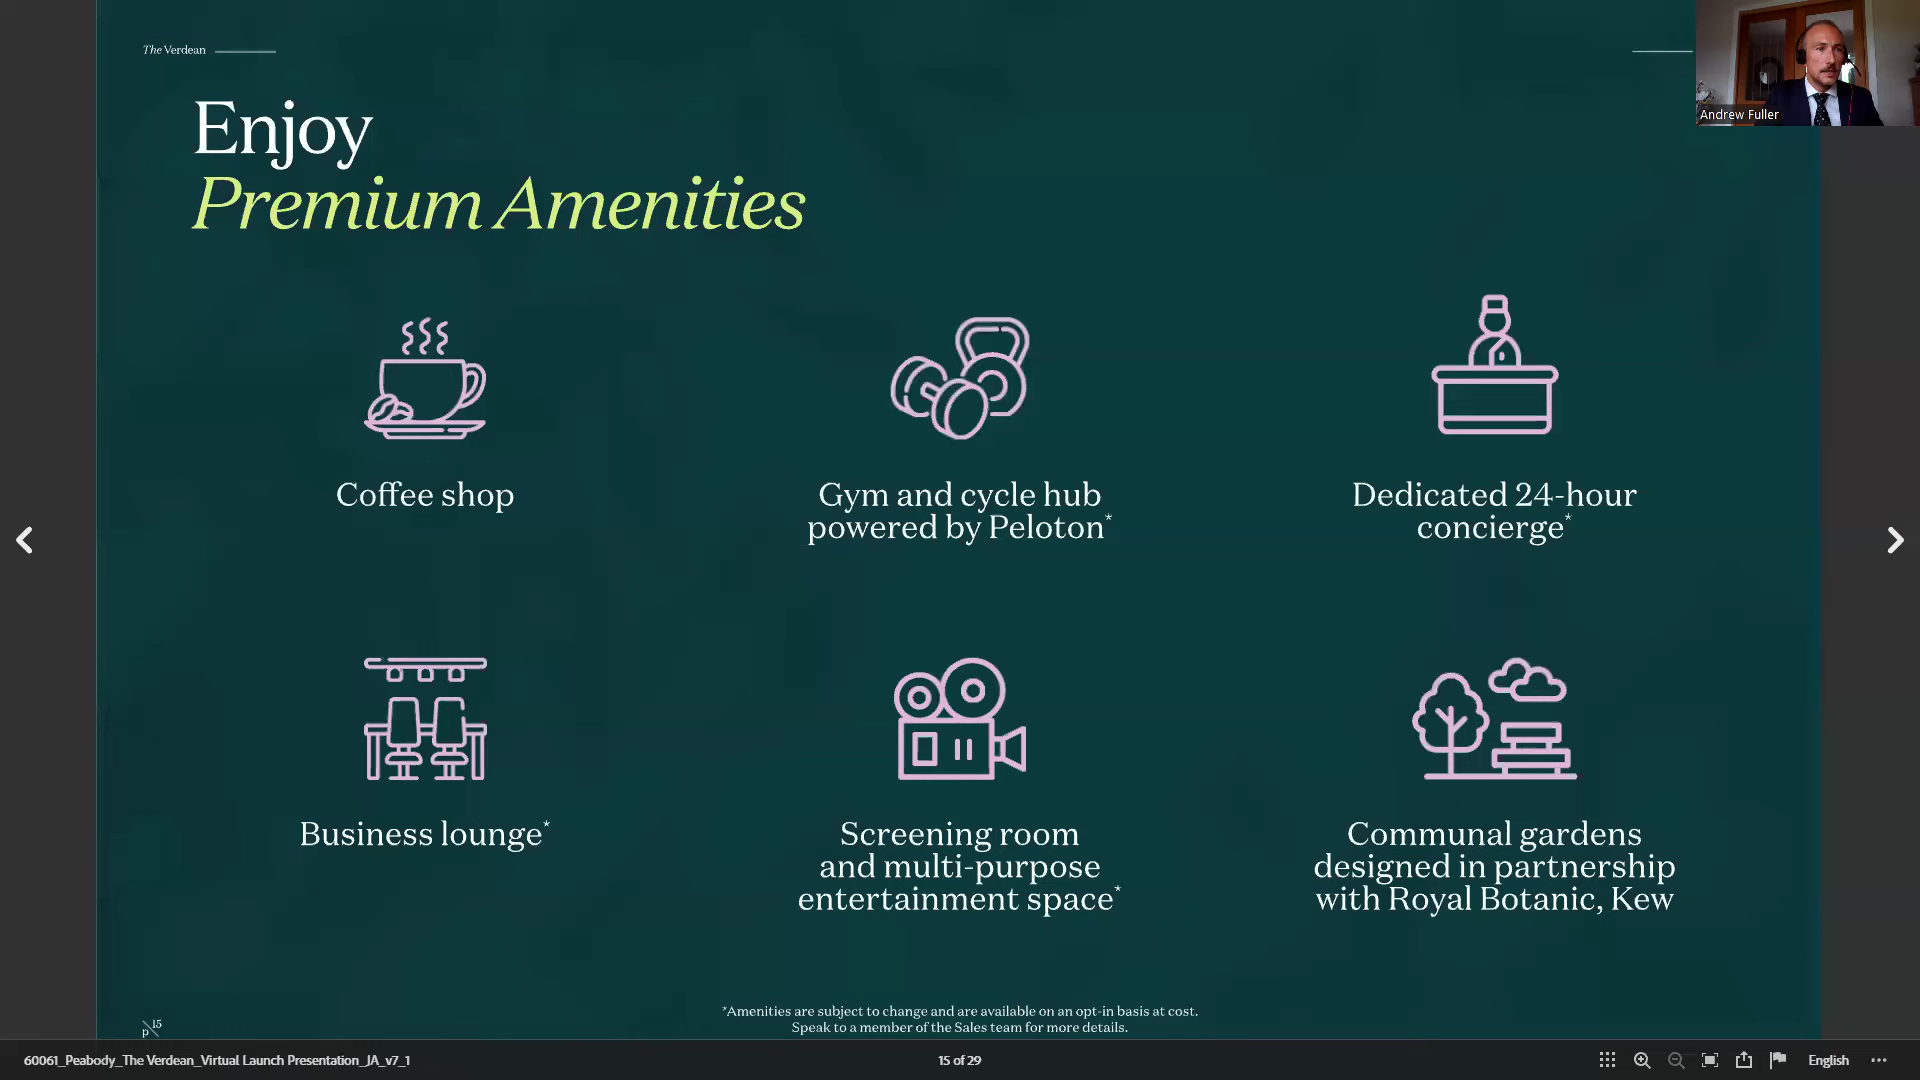 The Verdean
Andrew Fuller
Enjoy
Premium Amenities
Coffee shop
Gym and cycle hub
powered by Peloton*
Dedicated 24-hour
concierge*
Business lounge*
Screening room
and multi-purpose
entertainment space*
Communal gardens
designed in partnership
with Royal Botanic, Kew
*Amenities are subject to change and are available on an opt-in basis at cost.
Speak to a member of the Sales team for more details.
p\15
60061_Peabody_The Verdean_Virtual Launch Presentation_JA_v7_1
15 of 29
English